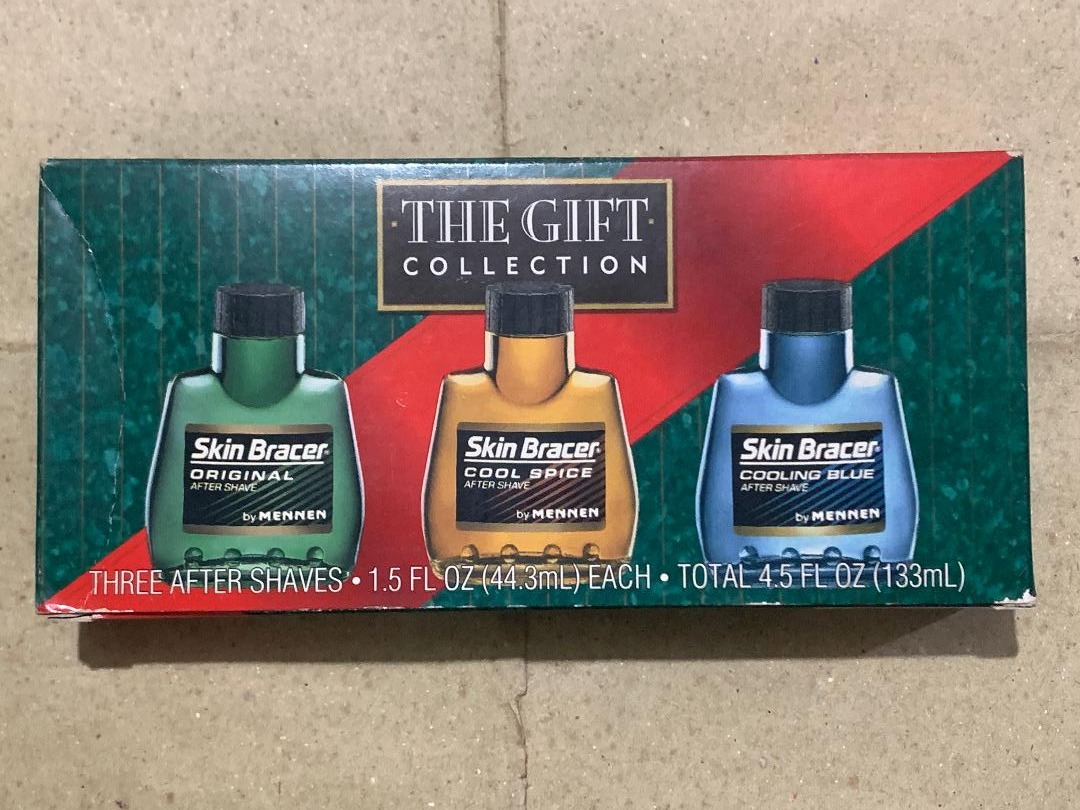 THE GIFT
COLLECTION
Skin Bracer
ORIGINAL
AFTER SHAVE
by MENNEN
Skin Bracer
COOL SPICE
AFTER SHAVE
by MENNEN
Skin Bracer
COOLING BLUE
AFTER SHAVE
by MENNEN
THREE AFTER SHAVES • 1.5 FL OZ (44.3mL) EACH • TOTAL 4.5 FL OZ (133mL)